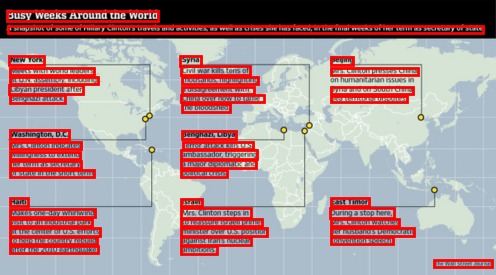 Busy Weeks Around the World
A snapshot of some of Hillary Clinton's travels and activities, as well as crises she has faced, in the final weeks of her term as secretary of state
New York
Meets with world leaders
at U.N. assembly, including
Libyan president after
Benghazi attack
Syria
Civil war kills tens of
thousands, highlighting
disagreement with
China over how to tame
the bloodshed
Beijing
Mrs. Clinton presses China
on humanitarian issues in
Syria and on South China
Sea territorial disputes
Washington, D.C.
Mrs. Clinton indicates
willingness to extend
her term as secretary
of state in the short term
Benghazi, Libya
Terror attack kills U.S.
ambassador, triggering
a major diplomatic and
political crisis
Haiti
Makes one-day whirlwind
visit to an industrial park
at the center of U.S. efforts
to help the country rebuild
after the 2010 earthquake
Israel
Mrs. Clinton steps in
to reassure Israeli prime
minister over U.S. position
against Iran's nuclear
ambitions
East Timor
During a stop here,
Mrs. Clinton watches
her husband's Democratic
convention speech
The Wall Street Journal